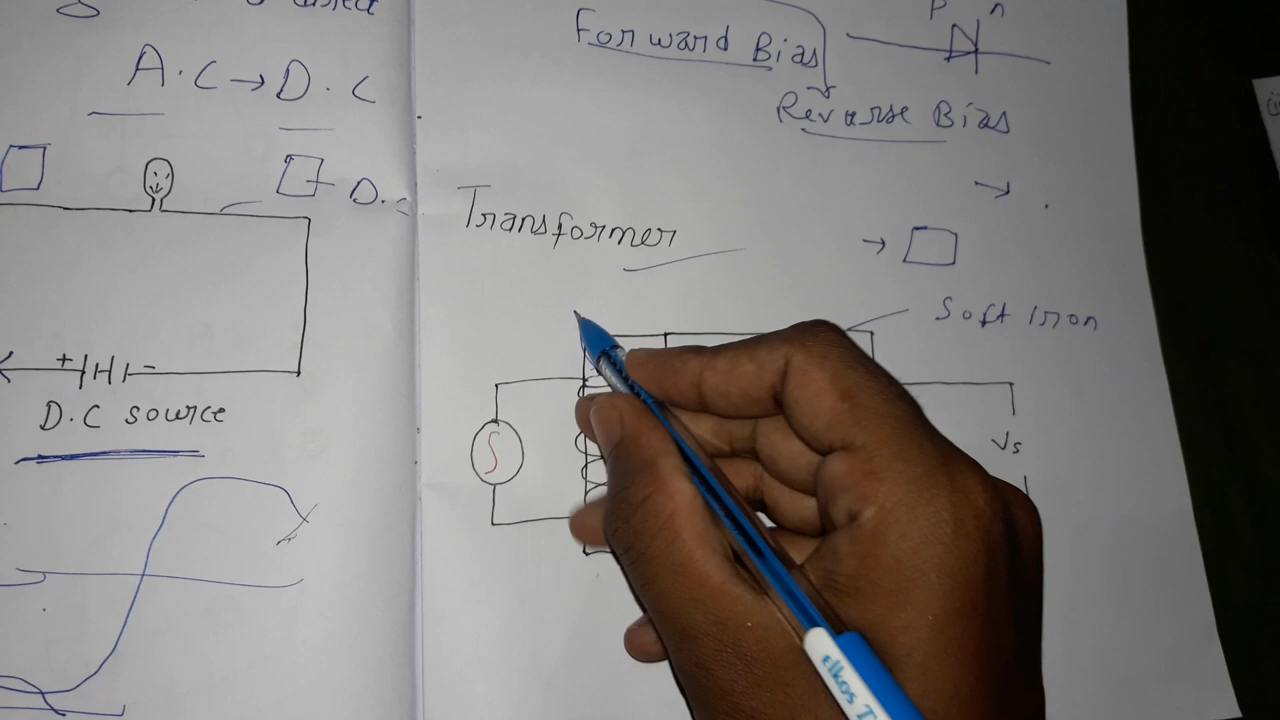 A.C → D.C
D.
+ -
D.C source
P n
Forward Bias
Reverse Bias
Transformer
Soft iron
Vs
elkos